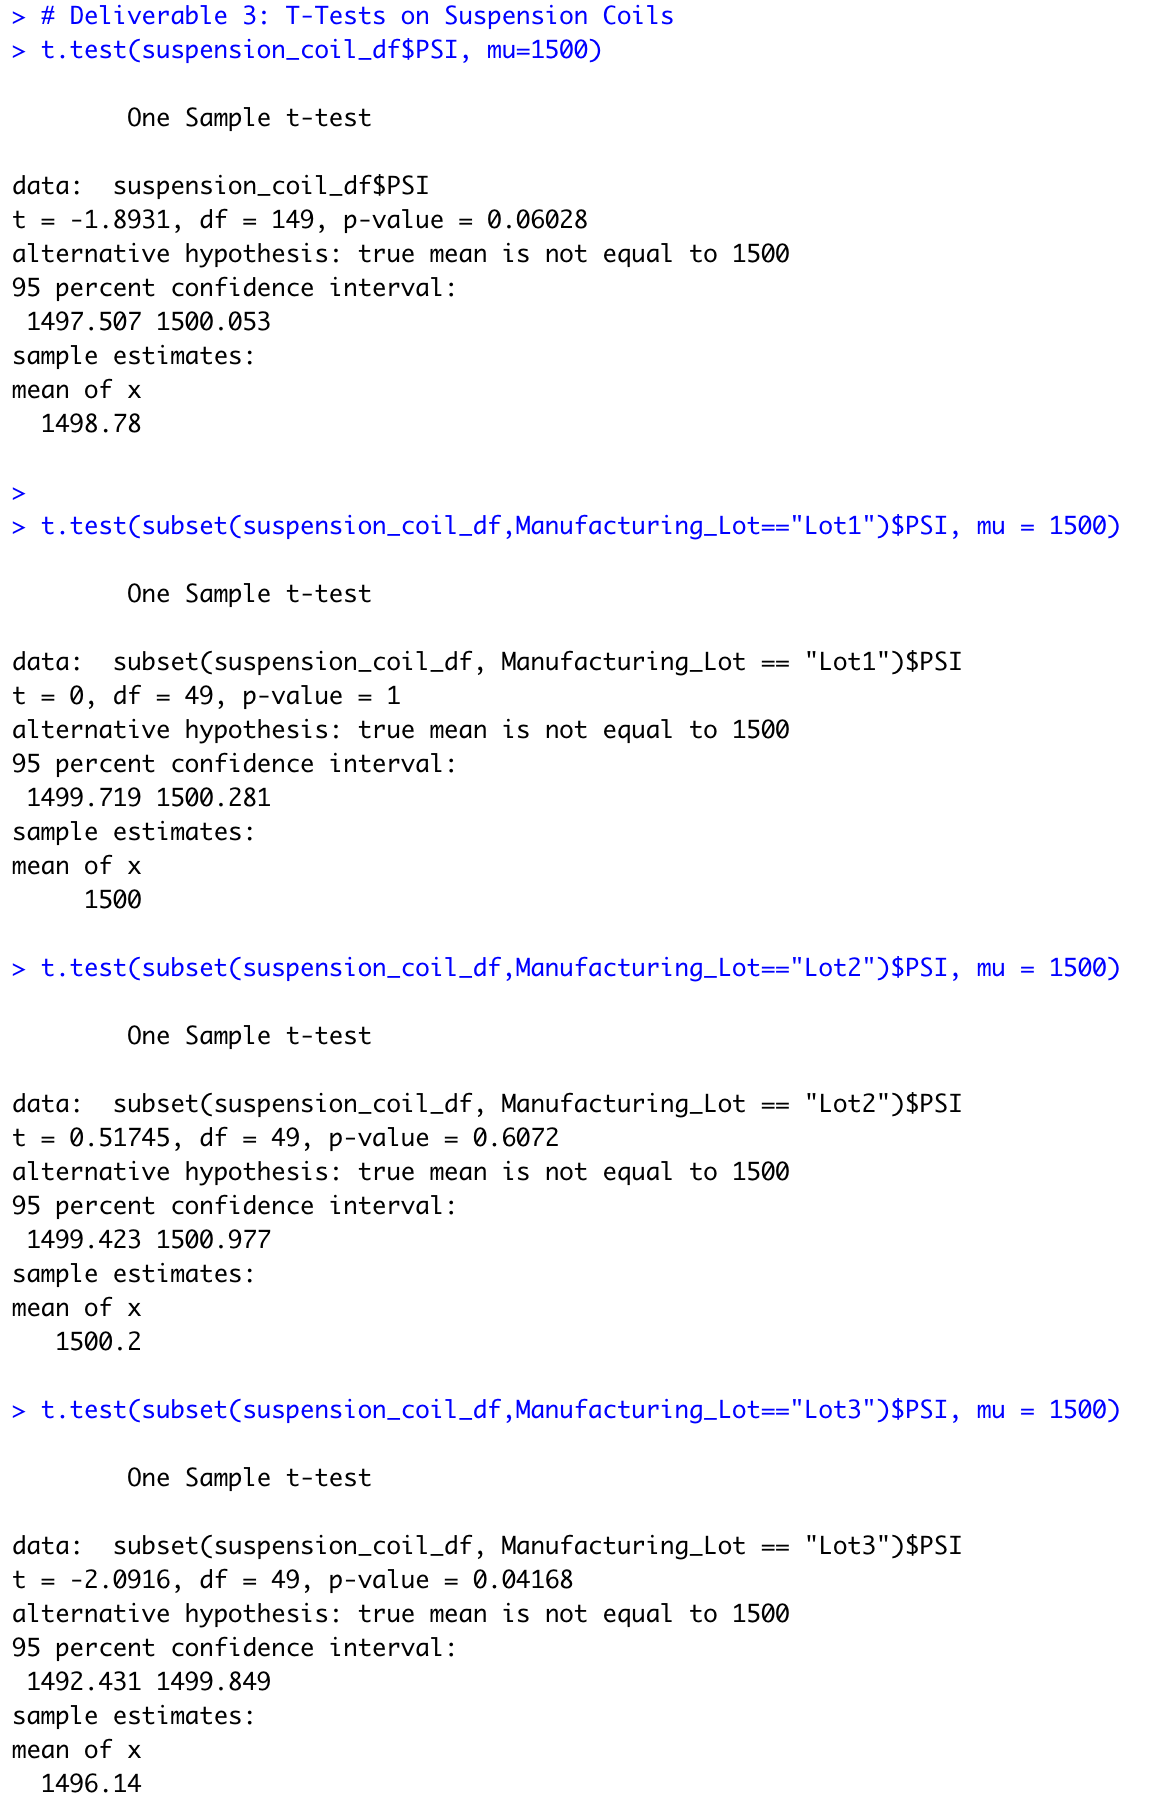 > # Deliverable 3: T-Tests on Suspension Coils
> t.test(suspension_coil_df$PSI, mu=1500)
One Sample t-test
data:  suspension_coil_df$PSI
t = -1.8931, df = 149, p-value = 0.06028
alternative hypothesis: true mean is not equal to 1500
95 percent confidence interval:
1497.507 1500.053
sample estimates:
mean of x
1498.78
>
> t.test(subset(suspension_coil_df,Manufacturing_Lot=="Lot1")$PSI, mu = 1500)
One Sample t-test
data:  subset(suspension_coil_df, Manufacturing_Lot == "Lot1")$PSI
t = 0, df = 49, p-value = 1
alternative hypothesis: true mean is not equal to 1500
95 percent confidence interval:
1499.719 1500.281
sample estimates:
mean of x
1500
> t.test(subset(suspension_coil_df,Manufacturing_Lot=="Lot2")$PSI, mu = 1500)
One Sample t-test
data:  subset(suspension_coil_df, Manufacturing_Lot == "Lot2")$PSI
t = 0.51745, df = 49, p-value = 0.6072
alternative hypothesis: true mean is not equal to 1500
95 percent confidence interval:
1499.423 1500.977
sample estimates:
mean of x
1500.2
> t.test(subset(suspension_coil_df,Manufacturing_Lot=="Lot3")$PSI, mu = 1500)
One Sample t-test
data:  subset(suspension_coil_df, Manufacturing_Lot == "Lot3")$PSI
t = -2.0916, df = 49, p-value = 0.04168
alternative hypothesis: true mean is not equal to 1500
95 percent confidence interval:
1492.431 1499.849
sample estimates:
mean of x
1496.14